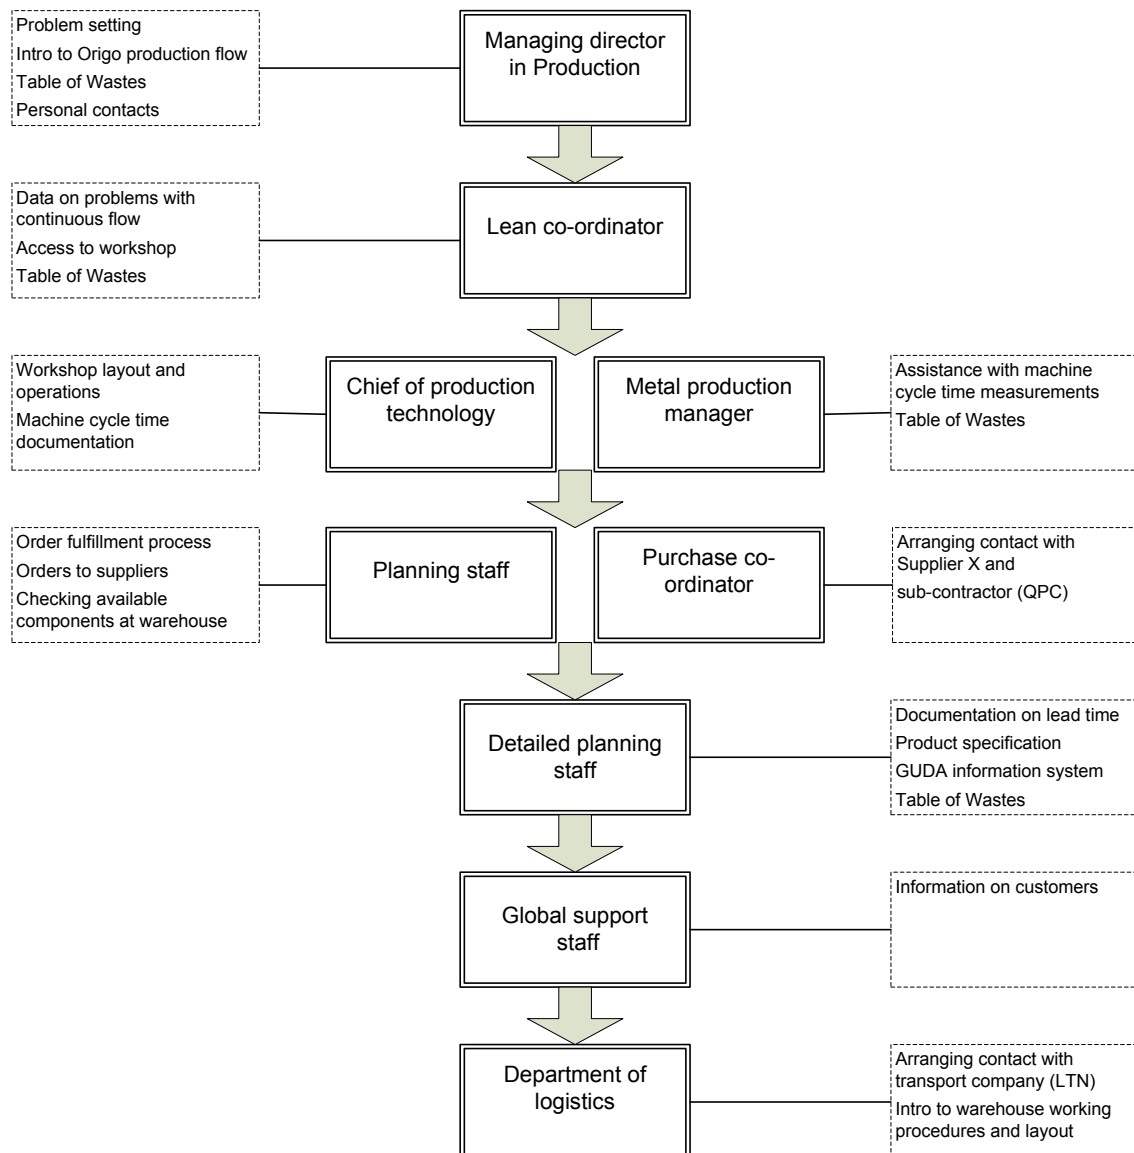 Problem setting
Intro to Origo production flow
Table of Wastes
Personal contacts
Managing director
in Production
Data on problems with
continuous flow
Access to workshop
Table of Wastes
Lean co-ordinator
Workshop layout and
operations
Machine cycle time
documentation
Chief of production
technology
Metal production
manager
Assistance with machine
cycle time measurements
Table of Wastes
Order fulfillment process
Orders to suppliers
Checking available
components at warehouse
Planning staff
Purchase co-
ordinator
Arranging contact with
Supplier X and
sub-contractor (QPC)
Detailed planning
staff
Documentation on lead time
Product specification
GUDA information system
Table of Wastes
Global support
staff
Information on customers
Department of
logistics
Arranging contact with
transport company (LTN)
Intro to warehouse working
procedures and layout